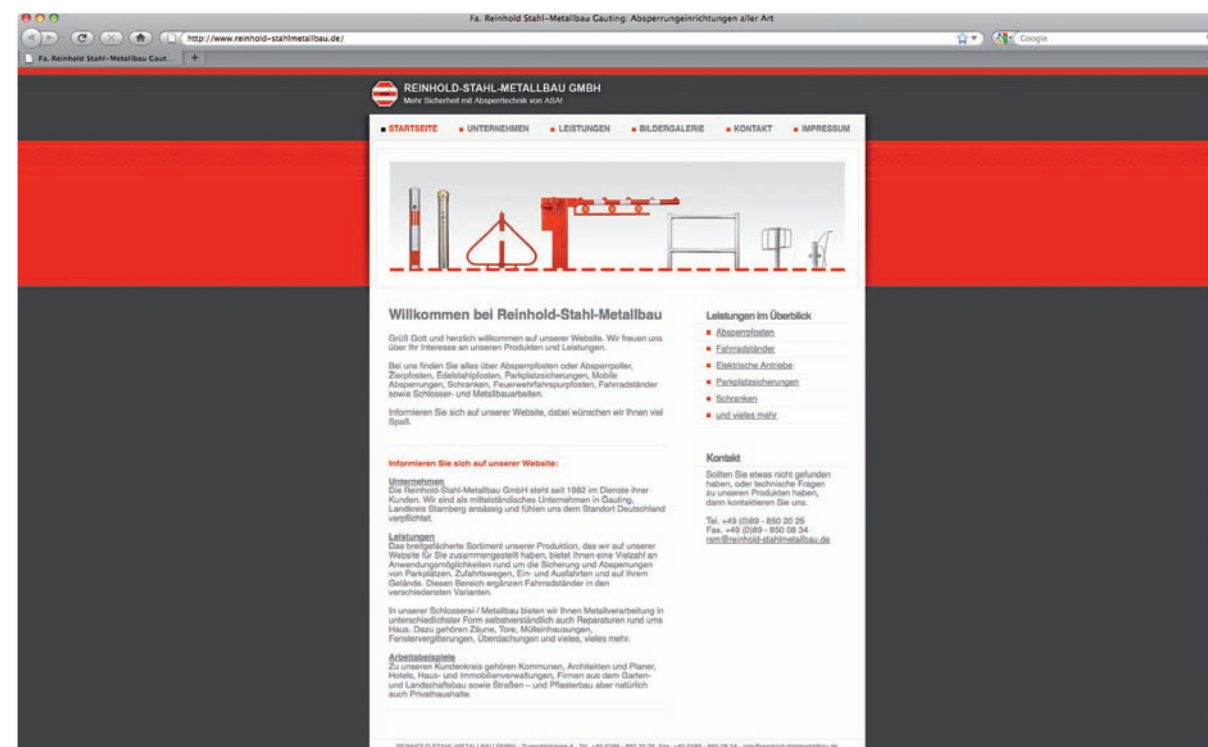 Fa. Reinhold Stahl-Metallbau Gauting: Absperrungeinrichtungen aller Art
http://www.reinhold-stahlmetallbau.de/
Google
Fa. Reinhold Stahl-Metallbau Gaut...
REINHOLD-STAHL-METALLBAU GMBH
Mehr Sicherheit mit Absperrtechnik von ASA!
STARTSEITE UNTERNEHMEN LEISTUNGEN BILDERGALERIE KONTAKT IMPRESSUM
Willkommen bei Reinhold-Stahl-Metallbau
Grüß Gott und herzlich willkommen auf unserer Website. Wir freuen uns
über Ihr Interesse an unseren Produkten und Leistungen.
Bei uns finden Sie alles über Absperrpfosten oder Absperrpoller,
Zierpfosten, Edelstahlpfosten, Parkplatzsicherungen, Mobile
Absperrungen, Schranken, Feuerwehrfahrspurpfosten, Fahrradständer
sowie Schlosser- und Metallbauarbeiten.
Informieren Sie sich auf unserer Website, dabei wünschen wir Ihnen viel
Spaß.
Informieren Sie sich auf unserer Website:
Unternehmen
Die Reinhold-Stahl-Metallbau GmbH steht seit 1982 im Dienste ihrer
Kunden. Wir sind als mittelständisches Unternehmen in Gauting,
Landkreis Starnberg ansässig und fühlen uns dem Standort Deutschland
verpflichtet.
Leistungen
Das breitgefächerte Sortiment unserer Produktion, das wir auf unserer
Website für Sie zusammengestellt haben, bietet Ihnen eine Vielzahl an
Anwendungsmöglichkeiten rund um die Sicherung und Absperrungen
von Parkplätzen, Zufahrtswegen, Ein- und Ausfahrten und auf Ihrem
Gelände. Diesen Bereich ergänzen Fahrradständer in den
verschiedensten Varianten.
In unserer Schlosserei / Metallbau bieten wir Ihnen Metallverarbeitung in
unterschiedlichster Form selbstverständlich auch Reparaturen rund ums
Haus. Dazu gehören Zäune, Tore, Mülleinhausungen,
Fenstervergitterungen, Überdachungen und vieles, vieles mehr.
Arbeitsbeispiele
Zu unseren Kundenkreis gehören Kommunen, Architekten und Planer,
Hotels, Haus- und Immobilienverwaltungen, Firmen aus dem Garten-
und Landschaftsbau sowie Straßen – und Pflasterbau aber natürlich
auch Privathaushalte.
Leistungen im Überblick
Absperrpfosten
Fahrradständer
Elektrische Antriebe
Parkplatzsicherungen
Schranken
und vieles mehr
Kontakt
Sollten Sie etwas nicht gefunden
haben, oder technische Fragen
zu unseren Produkten haben,
dann kontaktieren Sie uns.
Tel. +49 (0)89 - 850 20 25
Fax. +49 (0)89 - 850 08 34
rsm@reinhold-stahlmetallbau.de
REINHOLD-STAHL-METALLBAU GMBH